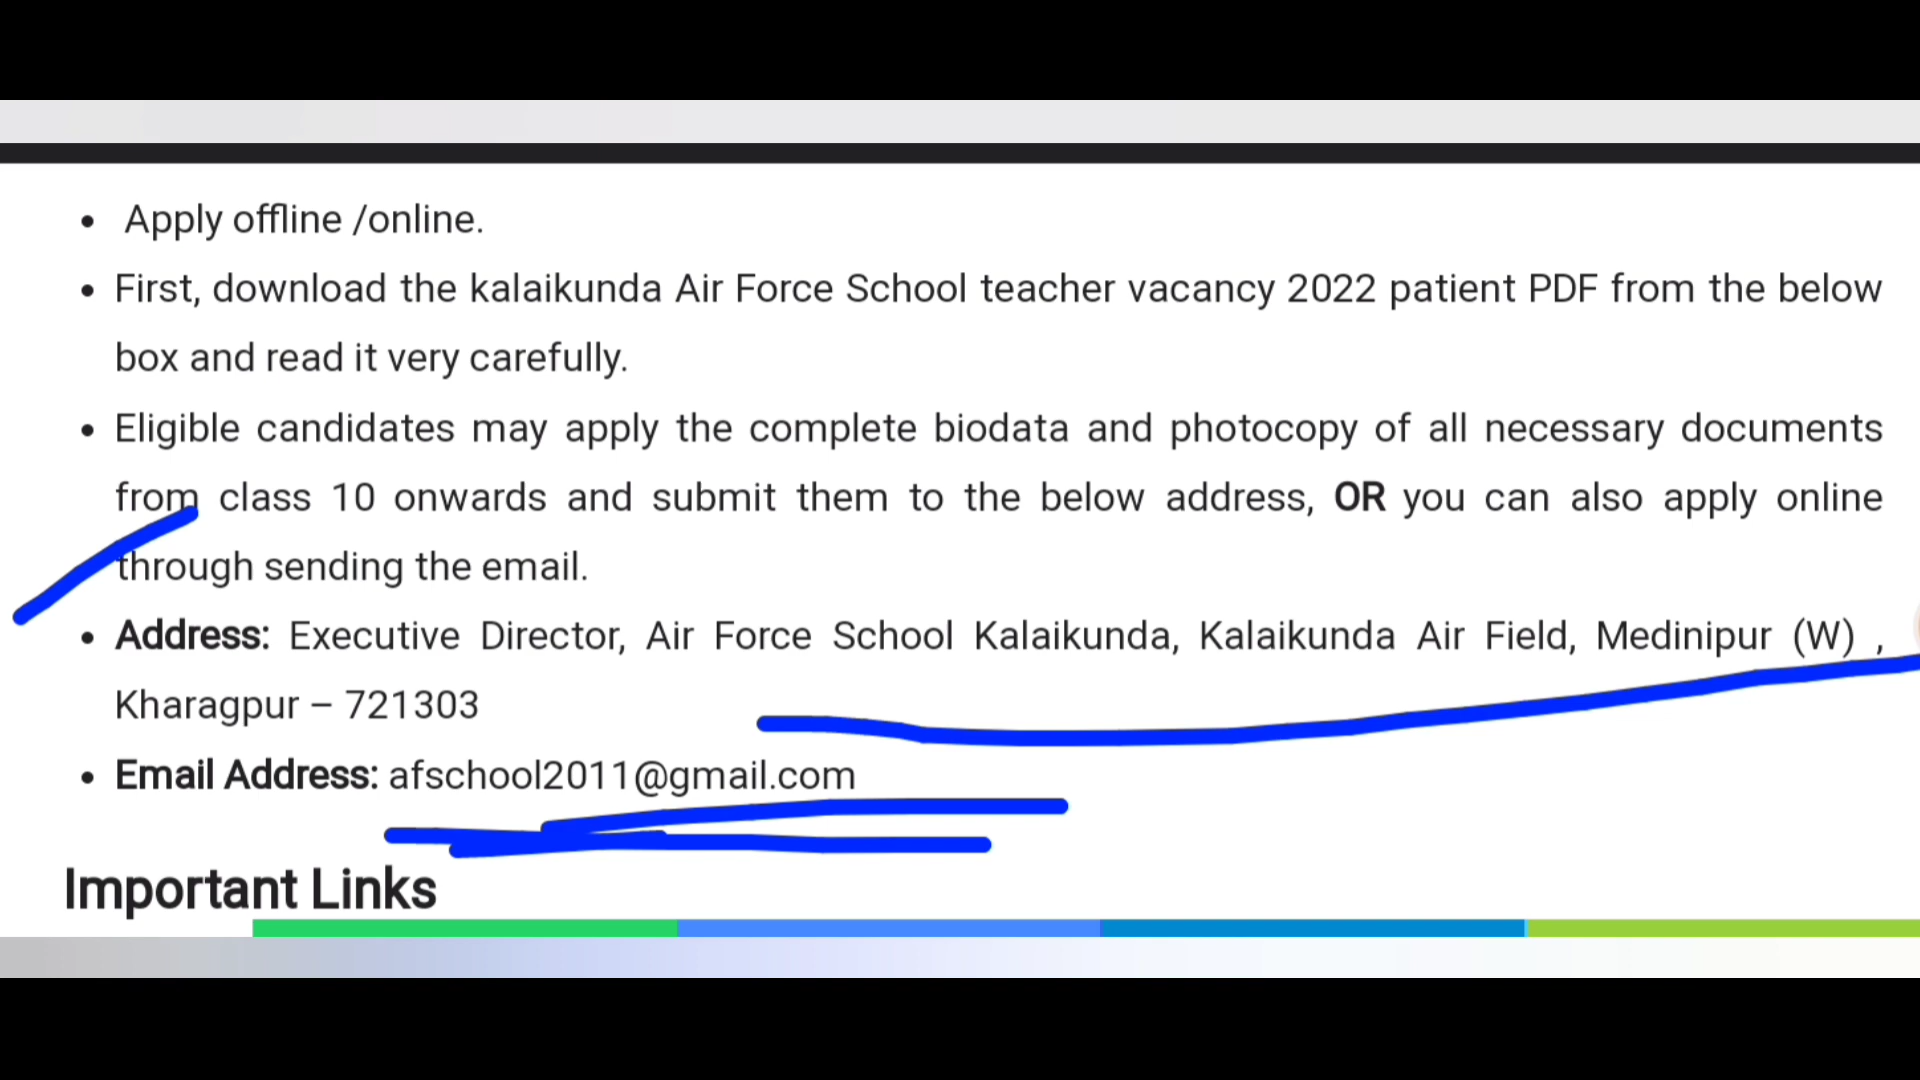 Apply offline /online.
First, download the kalaikunda Air Force School teacher vacancy 2022 patient PDF from the below
box and read it very carefully.
Eligible candidates may apply the complete biodata and photocopy of all necessary documents
from class 10 onwards and submit them to the below address, OR you can also apply online
through sending the email.
Address: Executive Director, Air Force School Kalaikunda, Kalaikunda Air Field, Medinipur (W) ,
Kharagpur – 721303
Email Address: afschool2011@gmail.com
Important Links